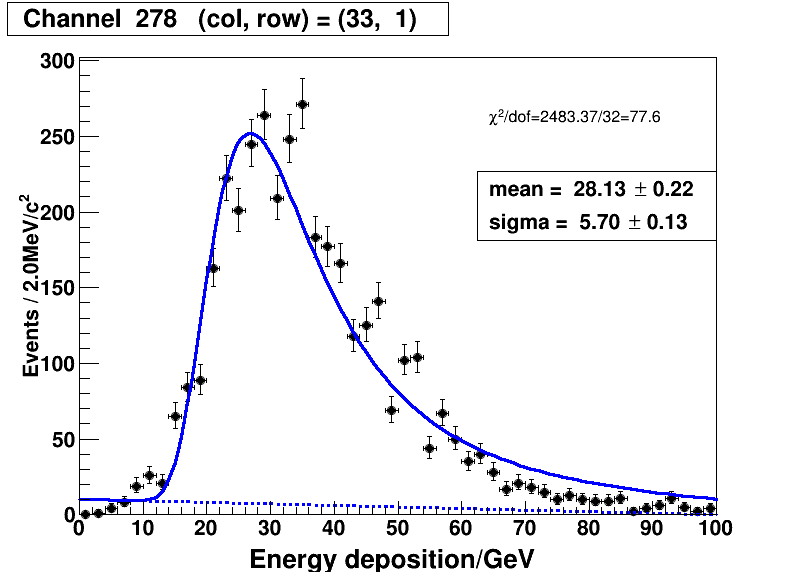 Channel 278 (col, row) = (33, 1)
χ²/dof=2483.37/32=77.6
mean = 28.13 ± 0.22
sigma = 5.70 ± 0.13
Events / 2.0MeV/c²
300
250
200
150
100
50
0
0 10 20 30 40 50 60 70 80 90 100
Energy deposition/GeV